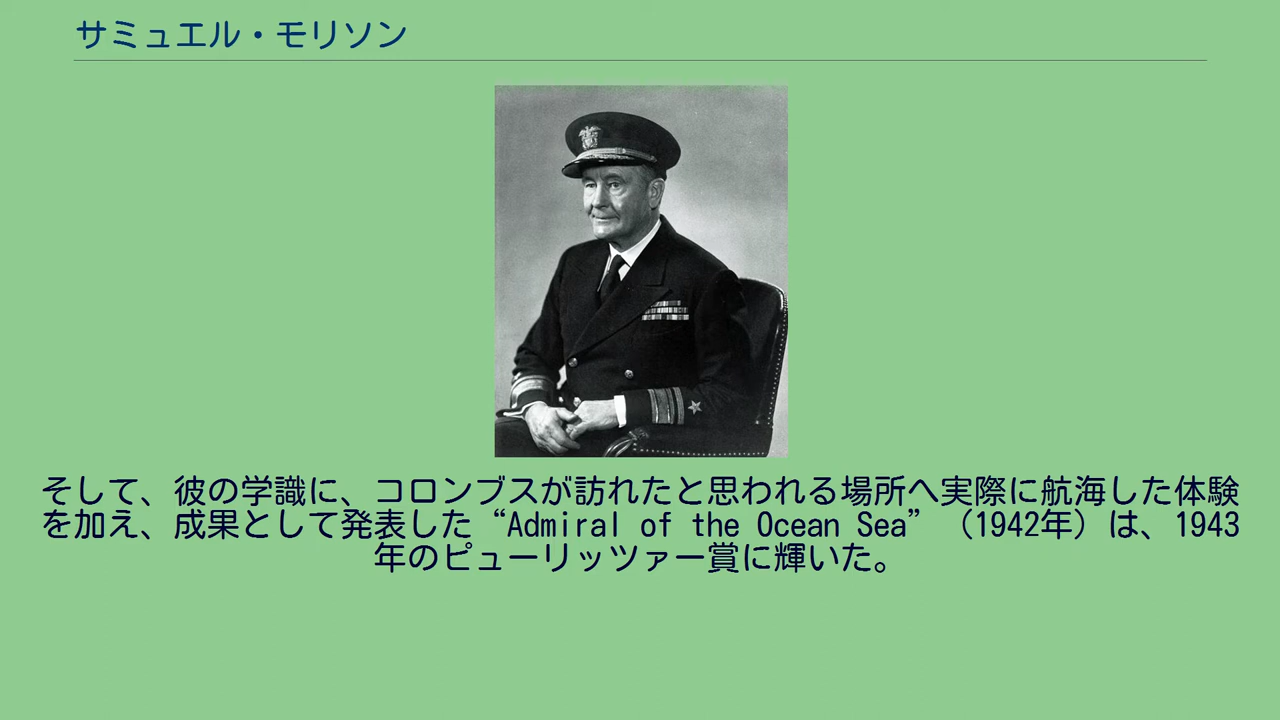 サミュエル・モリソン
そして、彼の学識に、コロンブスが訪れたと思われる場所へ実際に航海した体験
を加え、成果として発表した“Admiral of the Ocean Sea”（1942年）は、1943
年のピューリッツァー賞に輝いた。